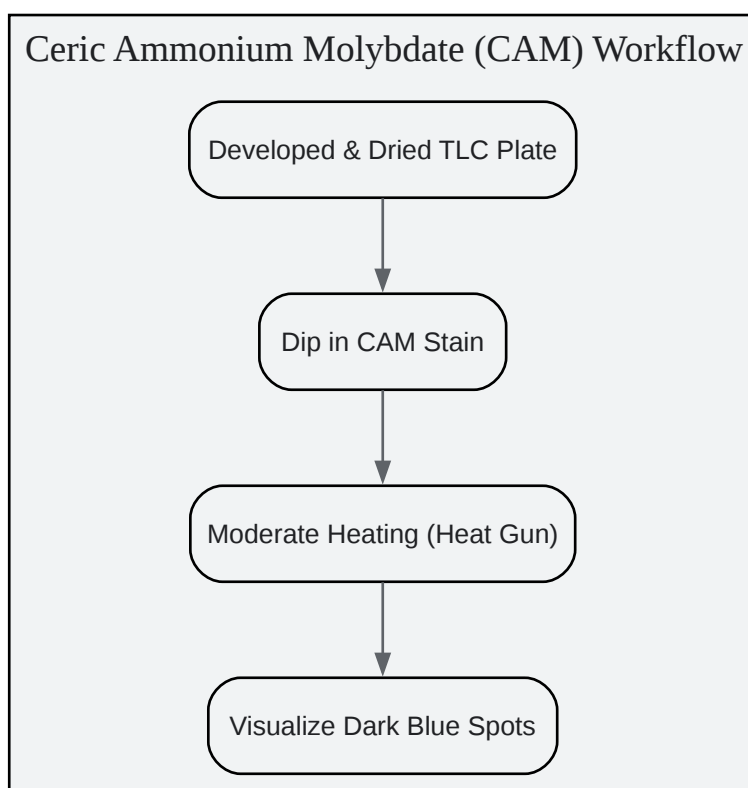 Ceric Ammonium Molybdate (CAM) Workflow
Developed & Dried TLC Plate
Dip in CAM Stain
Moderate Heating (Heat Gun)
Visualize Dark Blue Spots